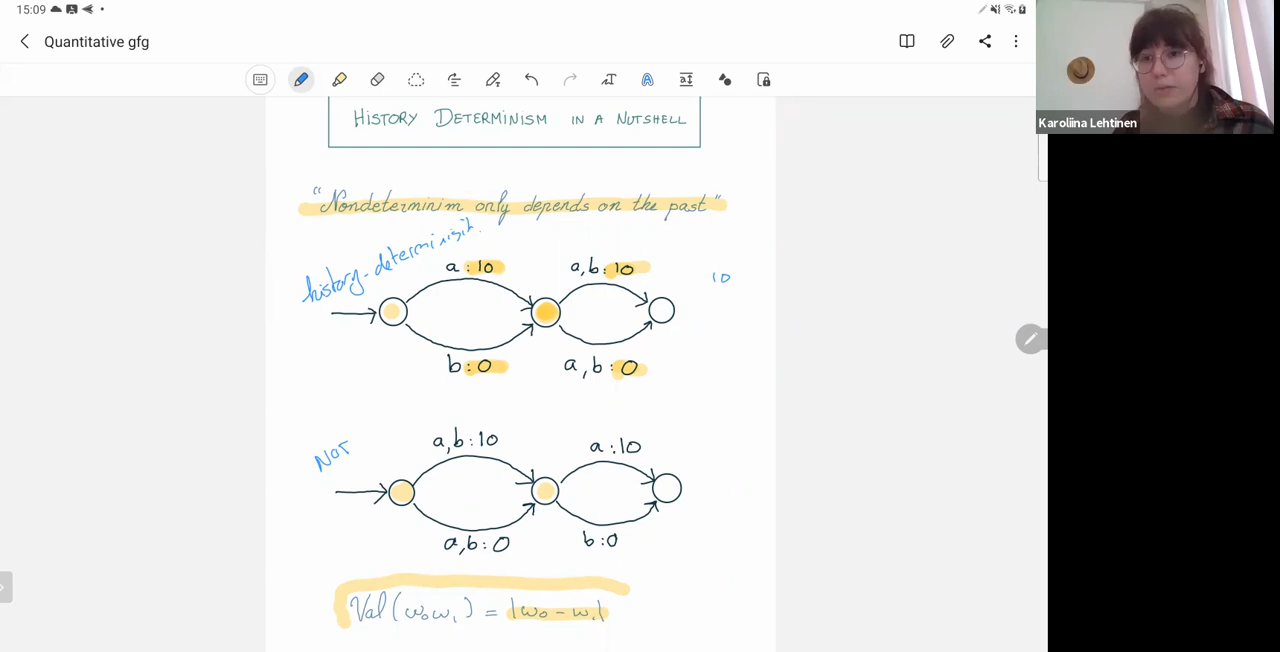 15:09
Quantitative gfg
Karoliina Lehtinen
HISTORY DETERMINISM IN A NUTSHELL
"Nondeterminim only depends on the past"
history-determinisit.
a : 10
a, b : 10
10
b : 0
a, b : 0
NOT
a, b : 10
a : 10
a, b : 0
b : 0
Val(w₀w₁) = |w₀ - w₁|